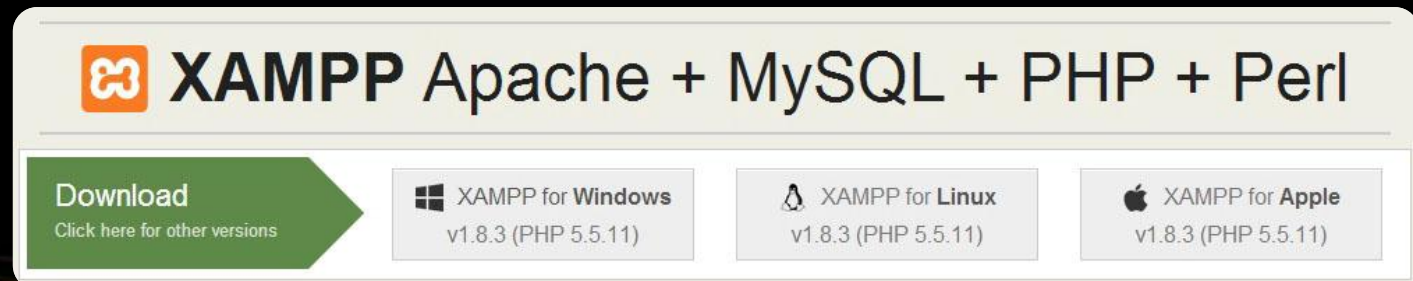 XAMPP Apache + MySQL + PHP + Perl
Download
Click here for other versions
XAMPP for Windows
v1.8.3 (PHP 5.5.11)
XAMPP for Linux
v1.8.3 (PHP 5.5.11)
XAMPP for Apple
v1.8.3 (PHP 5.5.11)